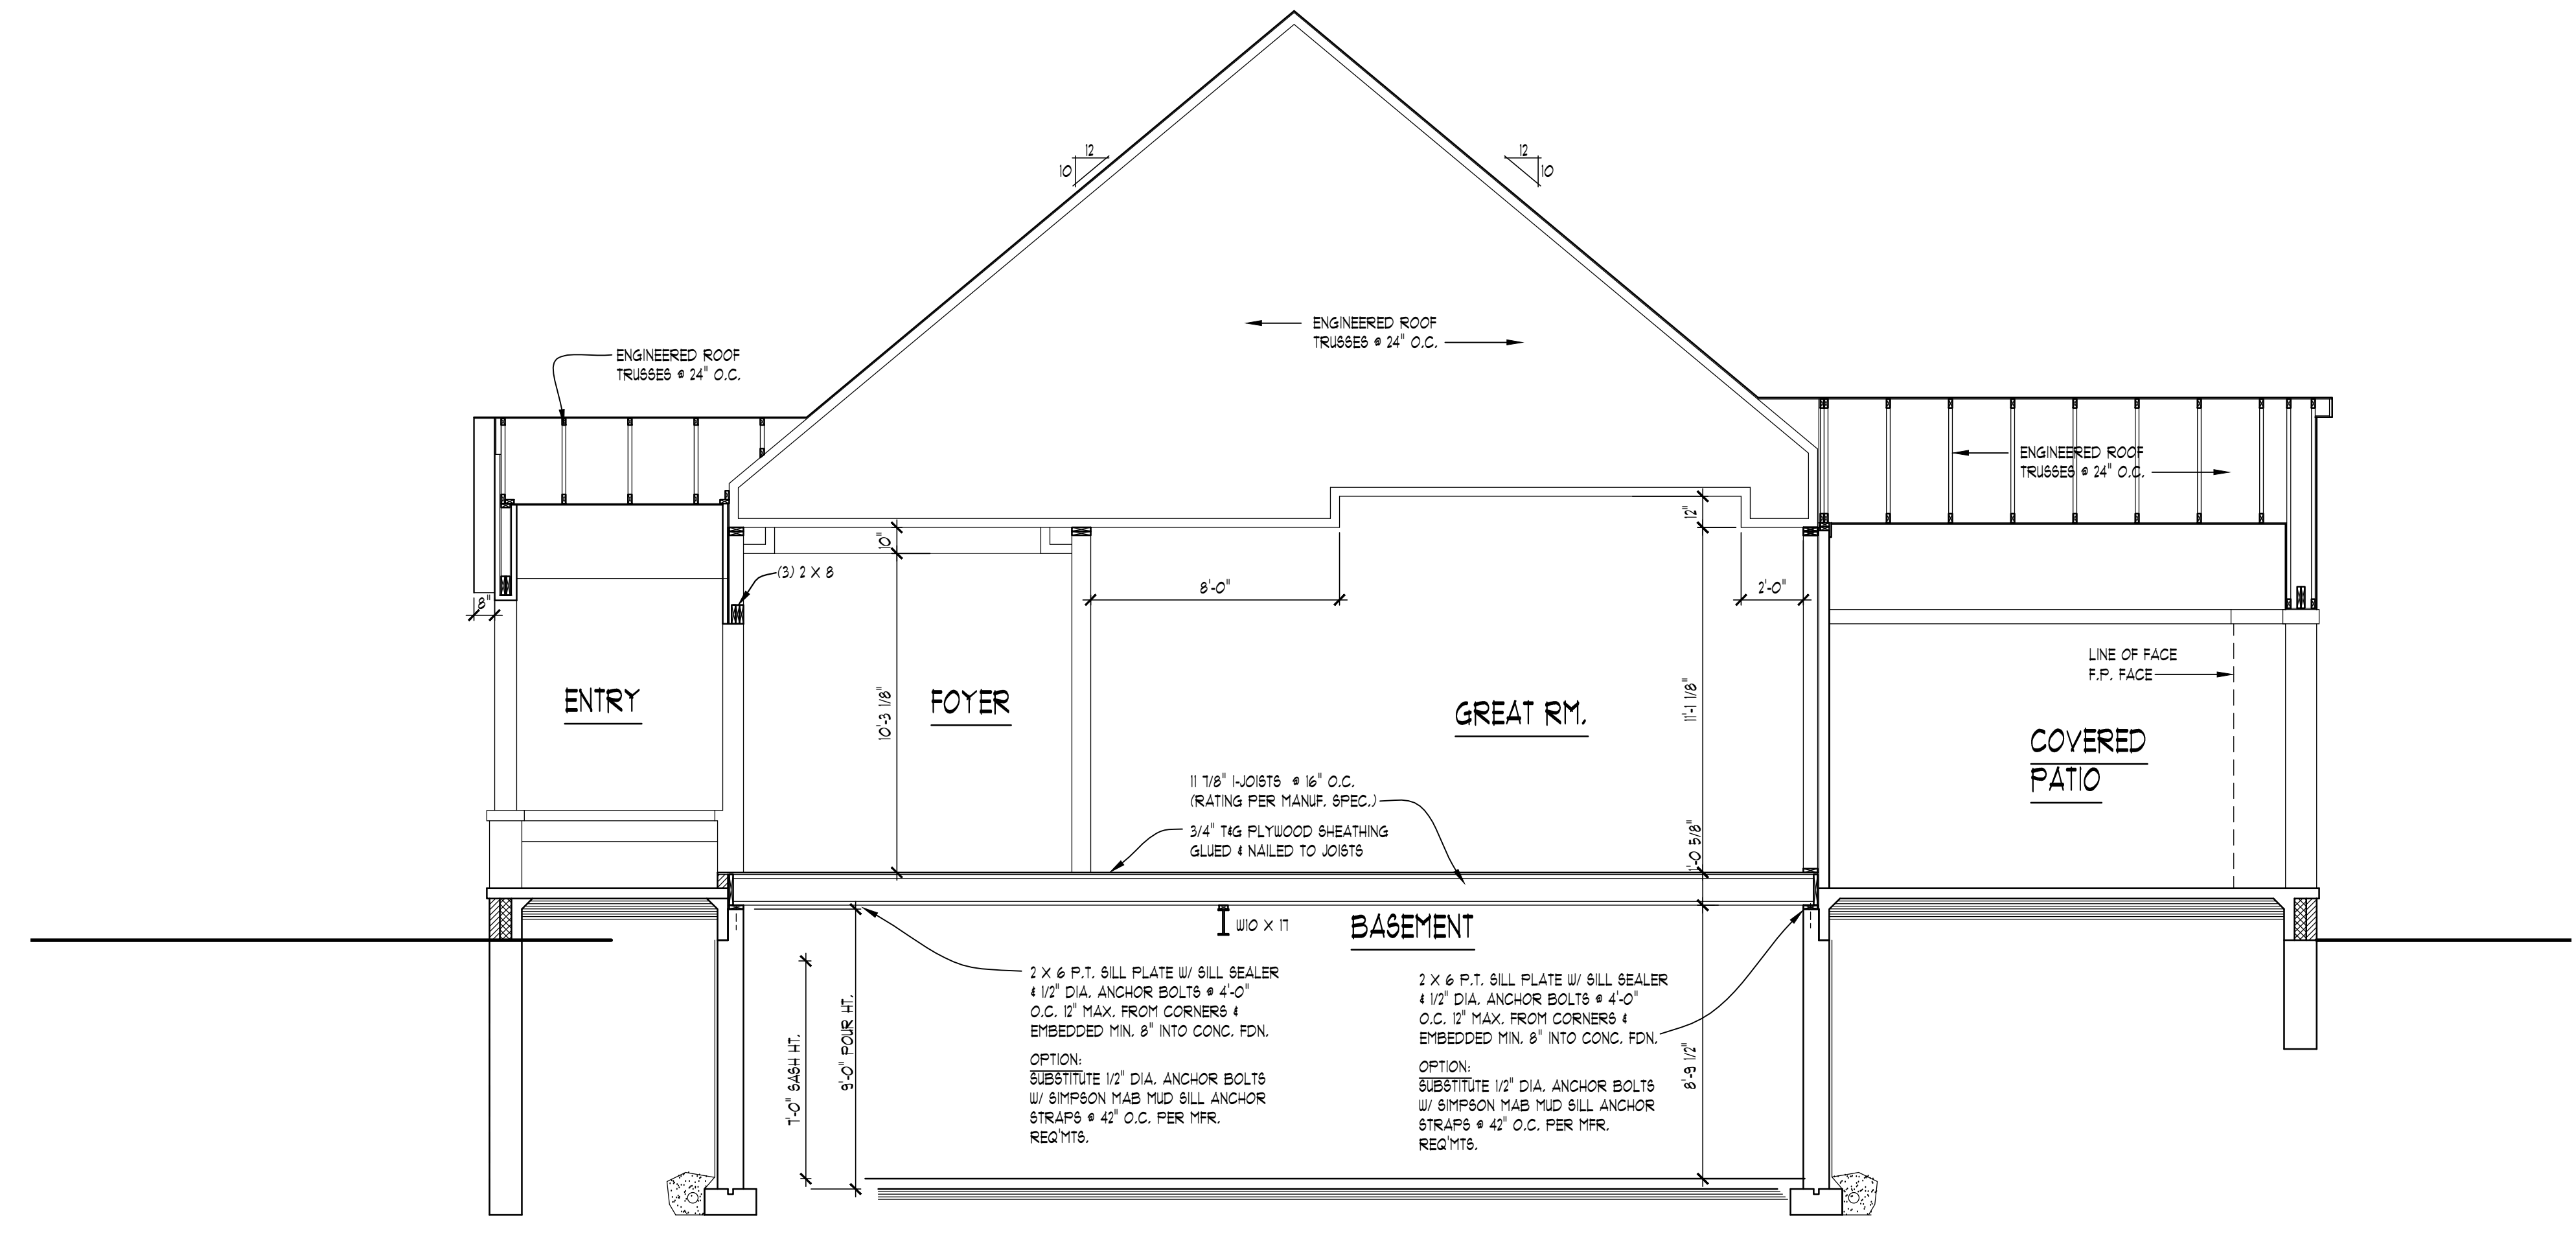 12
10
12
10
ENGINEERED ROOF
TRUSSES @ 24" O.C.
ENGINEERED ROOF
TRUSSES @ 24" O.C.
ENGINEERED ROOF
TRUSSES @ 24" O.C.
12"
10"
(3) 2 X 8
8'-0"
2'-0"
8"
LINE OF FACE
F.P. FACE
ENTRY
10'-3 1/8"
FOYER
GREAT RM.
11'-1 1/8"
COVERED
PATIO
11 7/8" I-JOISTS @ 16" O.C.
(RATING PER MANUF. SPEC.)
3/4" T&G PLYWOOD SHEATHING
GLUED & NAILED TO JOISTS
1'-0 5/8"
W10 X 17
BASEMENT
2 X 6 P.T. SILL PLATE W/ SILL SEALER
& 1/2" DIA. ANCHOR BOLTS @ 4'-0"
O.C. 12" MAX. FROM CORNERS &
EMBEDDED MIN. 8" INTO CONC. FDN.
OPTION:
SUBSTITUTE 1/2" DIA. ANCHOR BOLTS
W/ SIMPSON MAB MUD SILL ANCHOR
STRAPS @ 42" O.C. PER MFR.
REQ'MTS.
2 X 6 P.T. SILL PLATE W/ SILL SEALER
& 1/2" DIA. ANCHOR BOLTS @ 4'-0"
O.C. 12" MAX. FROM CORNERS &
EMBEDDED MIN. 8" INTO CONC. FDN.
OPTION:
SUBSTITUTE 1/2" DIA. ANCHOR BOLTS
W/ SIMPSON MAB MUD SILL ANCHOR
STRAPS @ 42" O.C. PER MFR.
REQ'MTS.
7'-0" SASH HT.
9'-0" POUR HT.
8'-9 1/2"